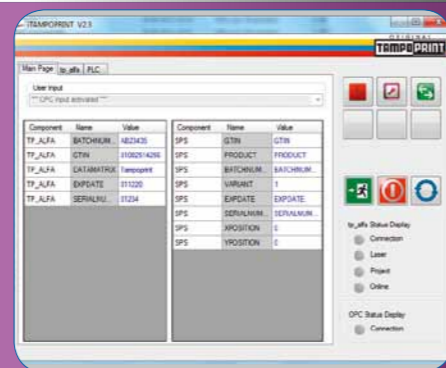 iTAMPOPRINT V2.3
ORIGINAL
TAMPOPRINT
Main Page tp_alfa PLC
User Input
*** OPC input activated ***
Component Name Value
TP_ALFA BATCHNUM... AB23435
TP_ALFA GTIN
TP_ALFA DATAMATRIX Tampoprint
TP_ALFA EXPDATE 311220
TP_ALFA SERIALNU... 01234
Component Name Value
SPS GTIN GTIN
SPS PRODUCT PRODUCT
SPS BATCHNUM... BATCHNUM...
SPS VARIANT 1
SPS EXPDATE EXPDATE
SPS SERIALNUM... SERIALNUM...
SPS XPOSITION 0
SPS YPOSITION 0
tp_alfa Status Display
Connection
Laser
Project
Online
OPC Status Display
Connection